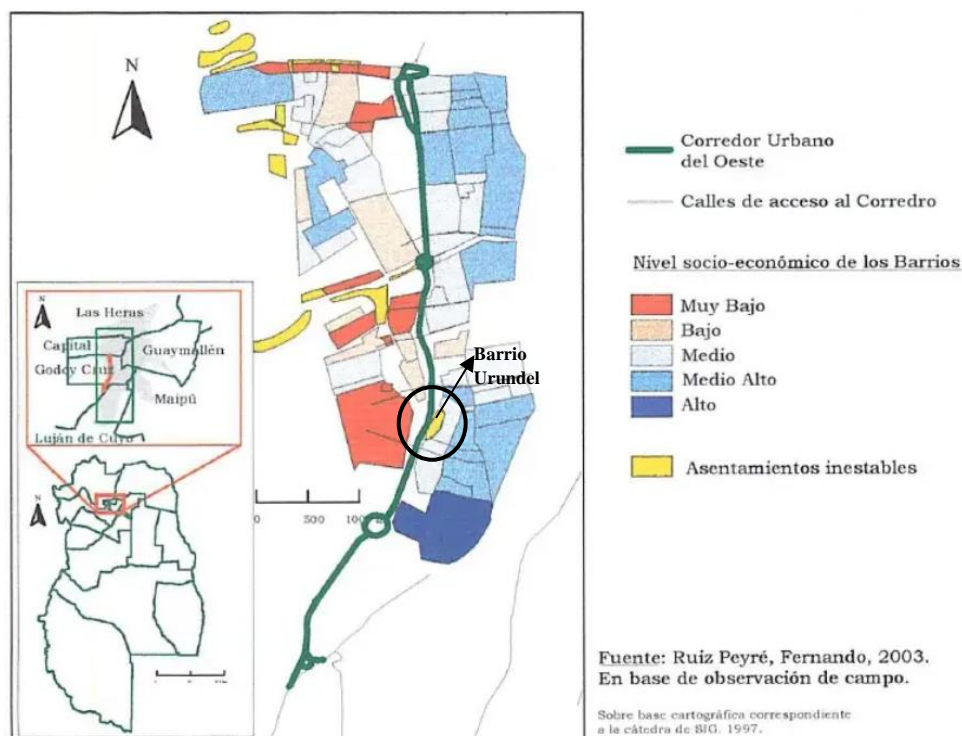 N
Corredor Urbano
del Oeste
Calles de acceso al Corredro
Nivel socio-económico de los Barrios
Muy Bajo
Bajo
Medio
Medio Alto
Alto
Asentamientos inestables
Barrio
Urundel
N
Las Heras
Capital
Guaymallén
Godoy Cruz
Maipú
Luján de Cuyo
N
0 500 1000
Fuente: Ruiz Peyré, Fernando, 2003.
En base de observación de campo.
Sobre base cartográfica correspondiente
a la cátedra de SIG. 1997.